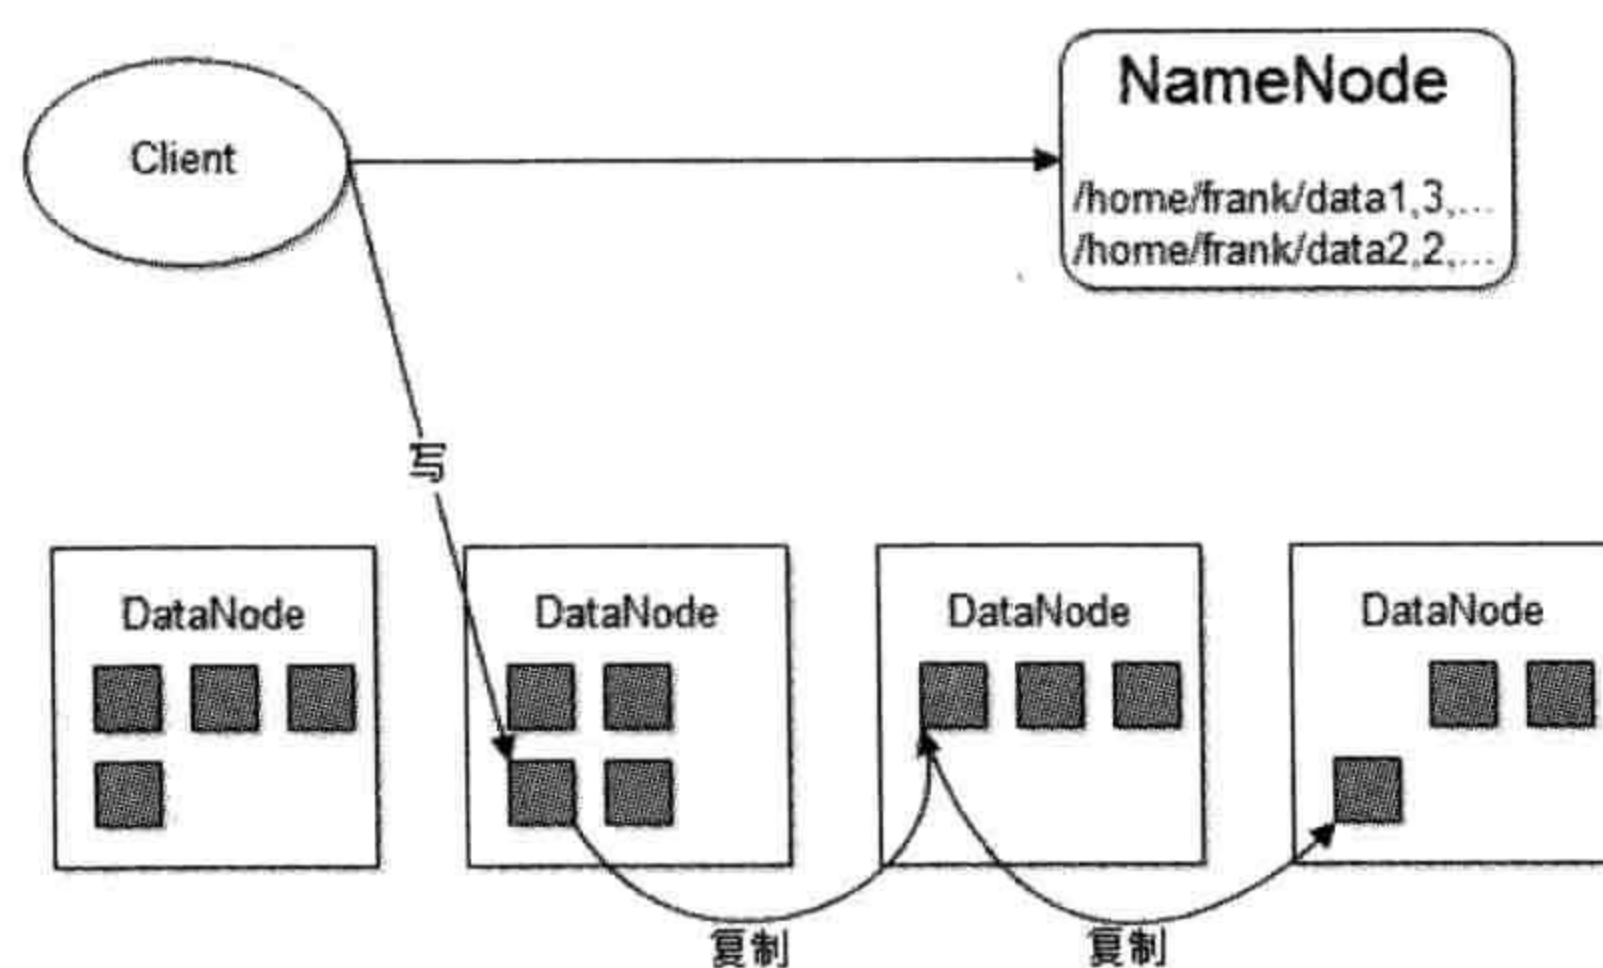 Client
NameNode
/home/frank/data1,3,...
/home/frank/data2,2,...
写
DataNode
DataNode
DataNode
DataNode
复制
复制